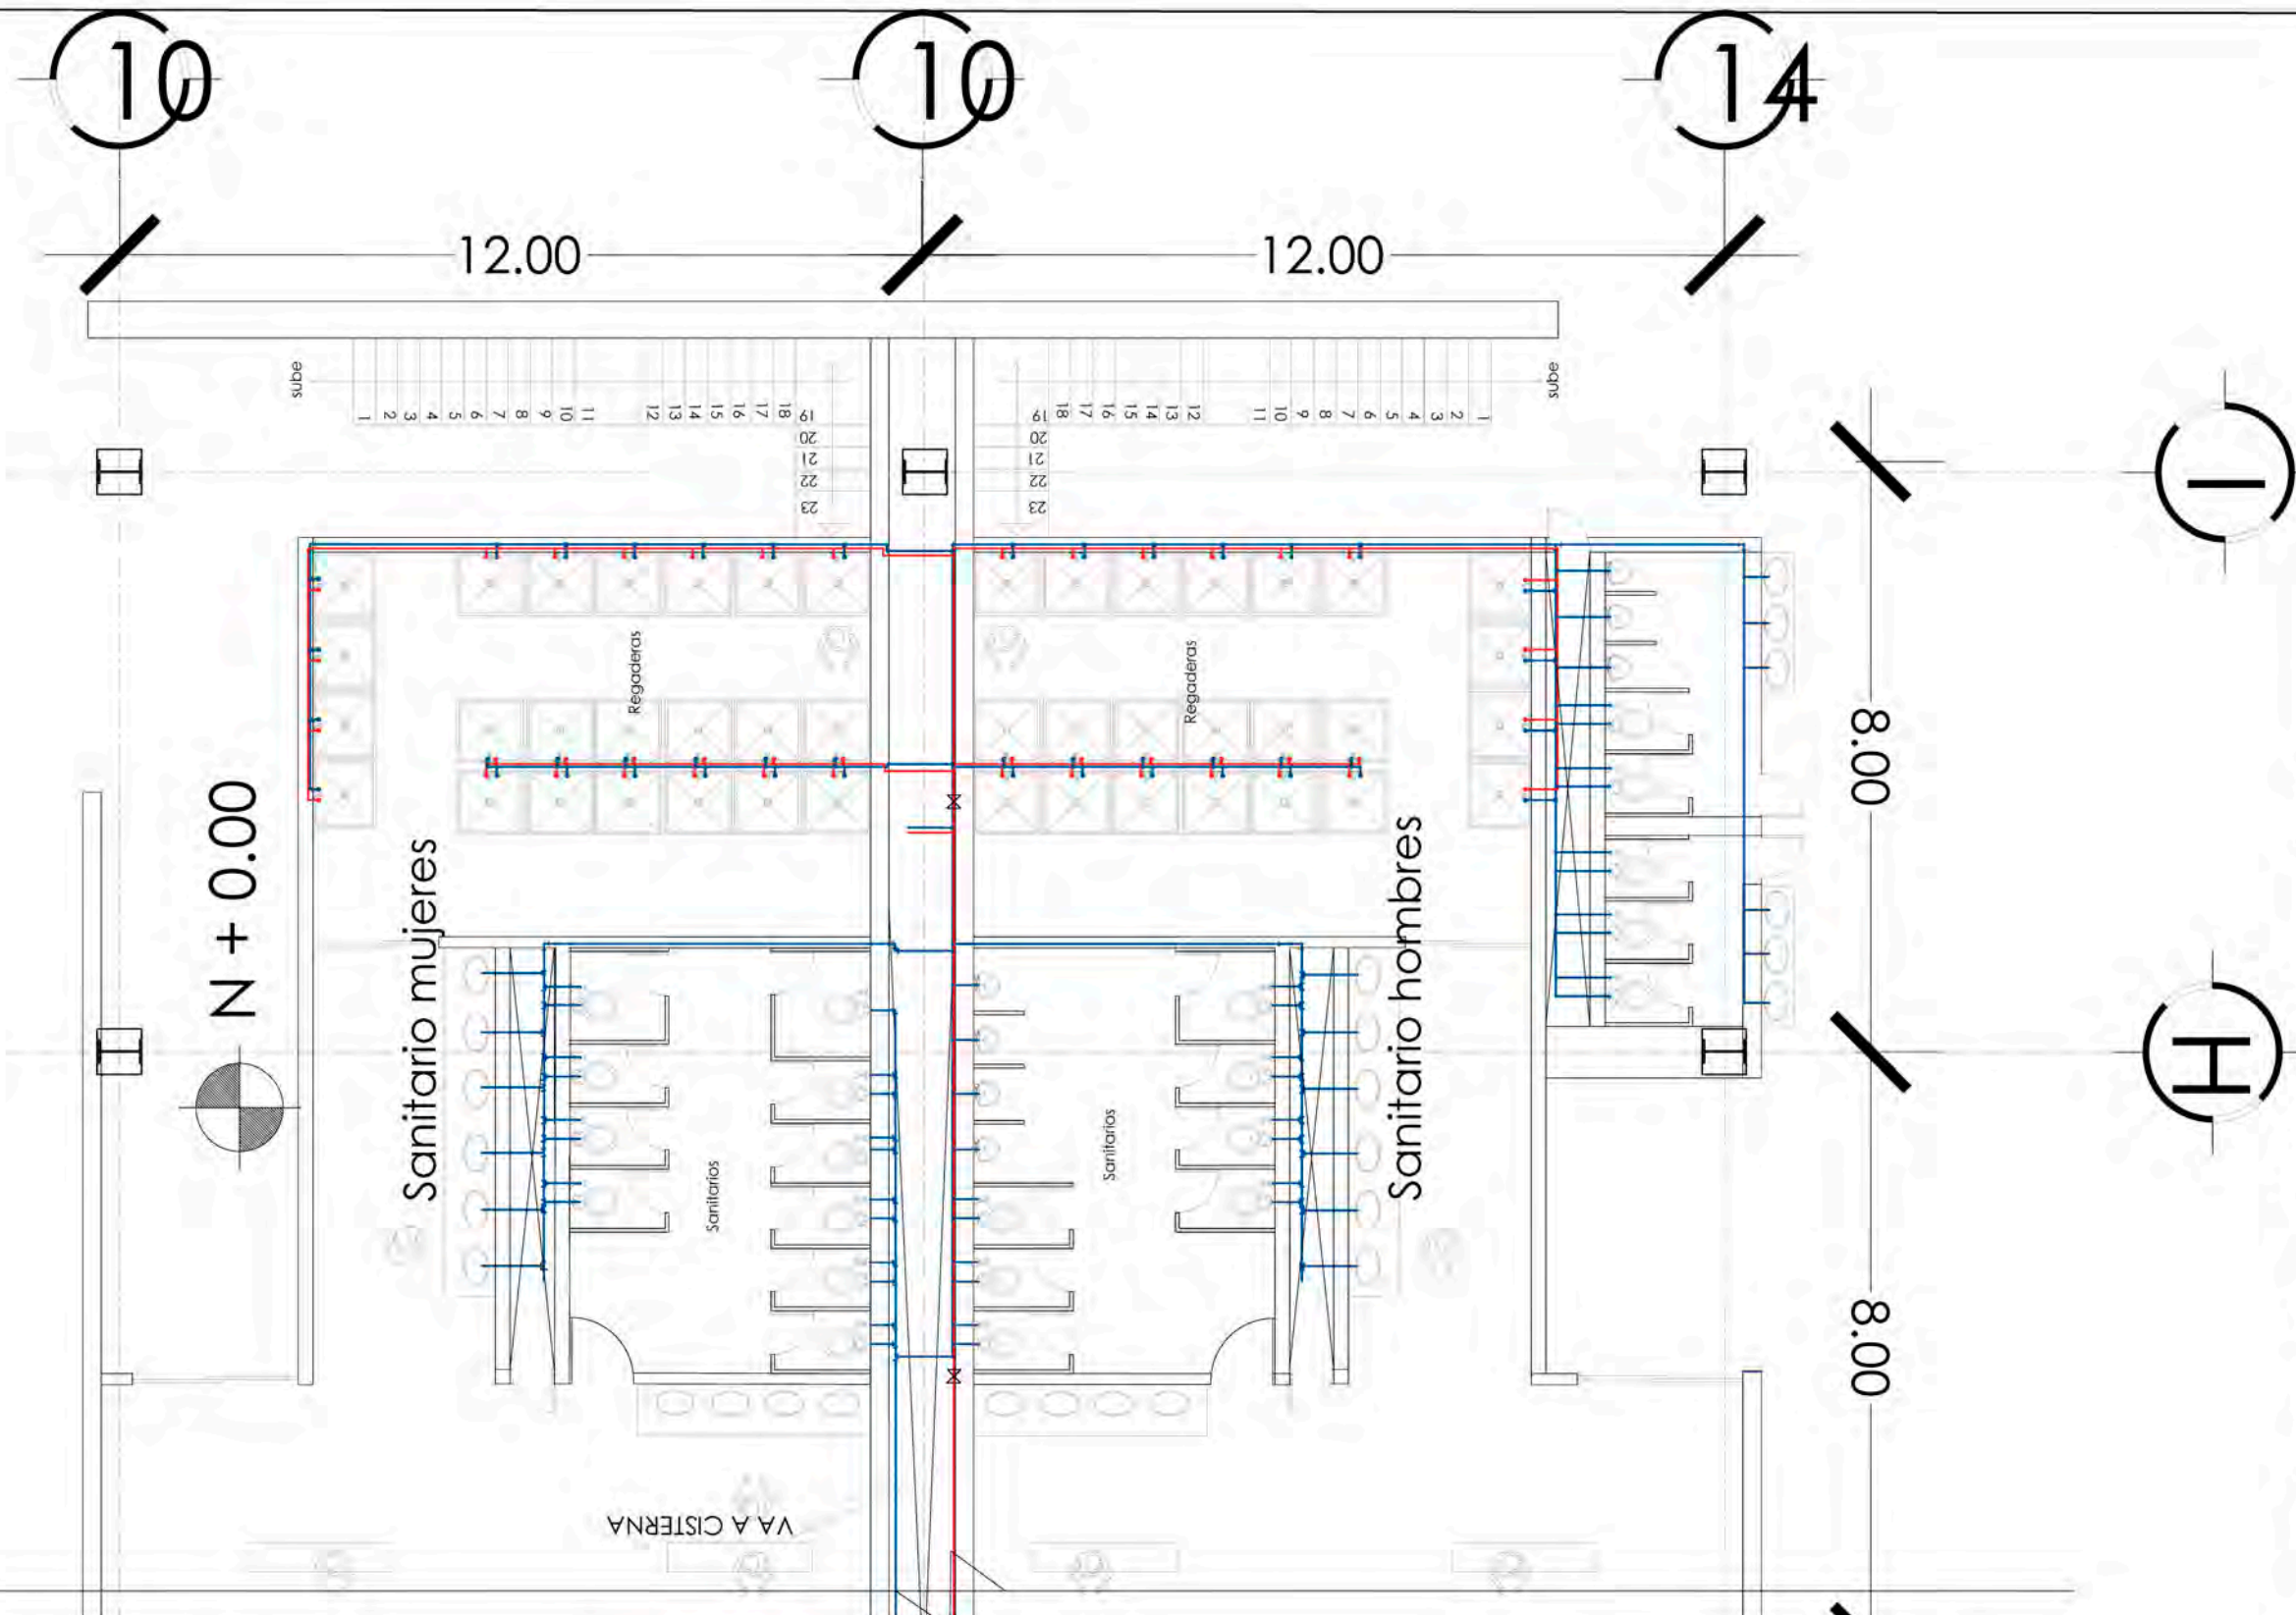 10
10
14
12.00
12.00
sube
sube
1 2 3 4 5 6 7 8 9 10 11
12 13 14 15 16 17 18 19
20
21
22
23
19 18 17 16 15 14 13 12
11 10 9 8 7 6 5 4 3 2 1
20
21
22
23
I
Regaderas
Regaderas
8.00
N + 0.00
Sanitario mujeres
Sanitario hombres
H
Sanitarios
Sanitarios
8.00
VA A CISTERNA